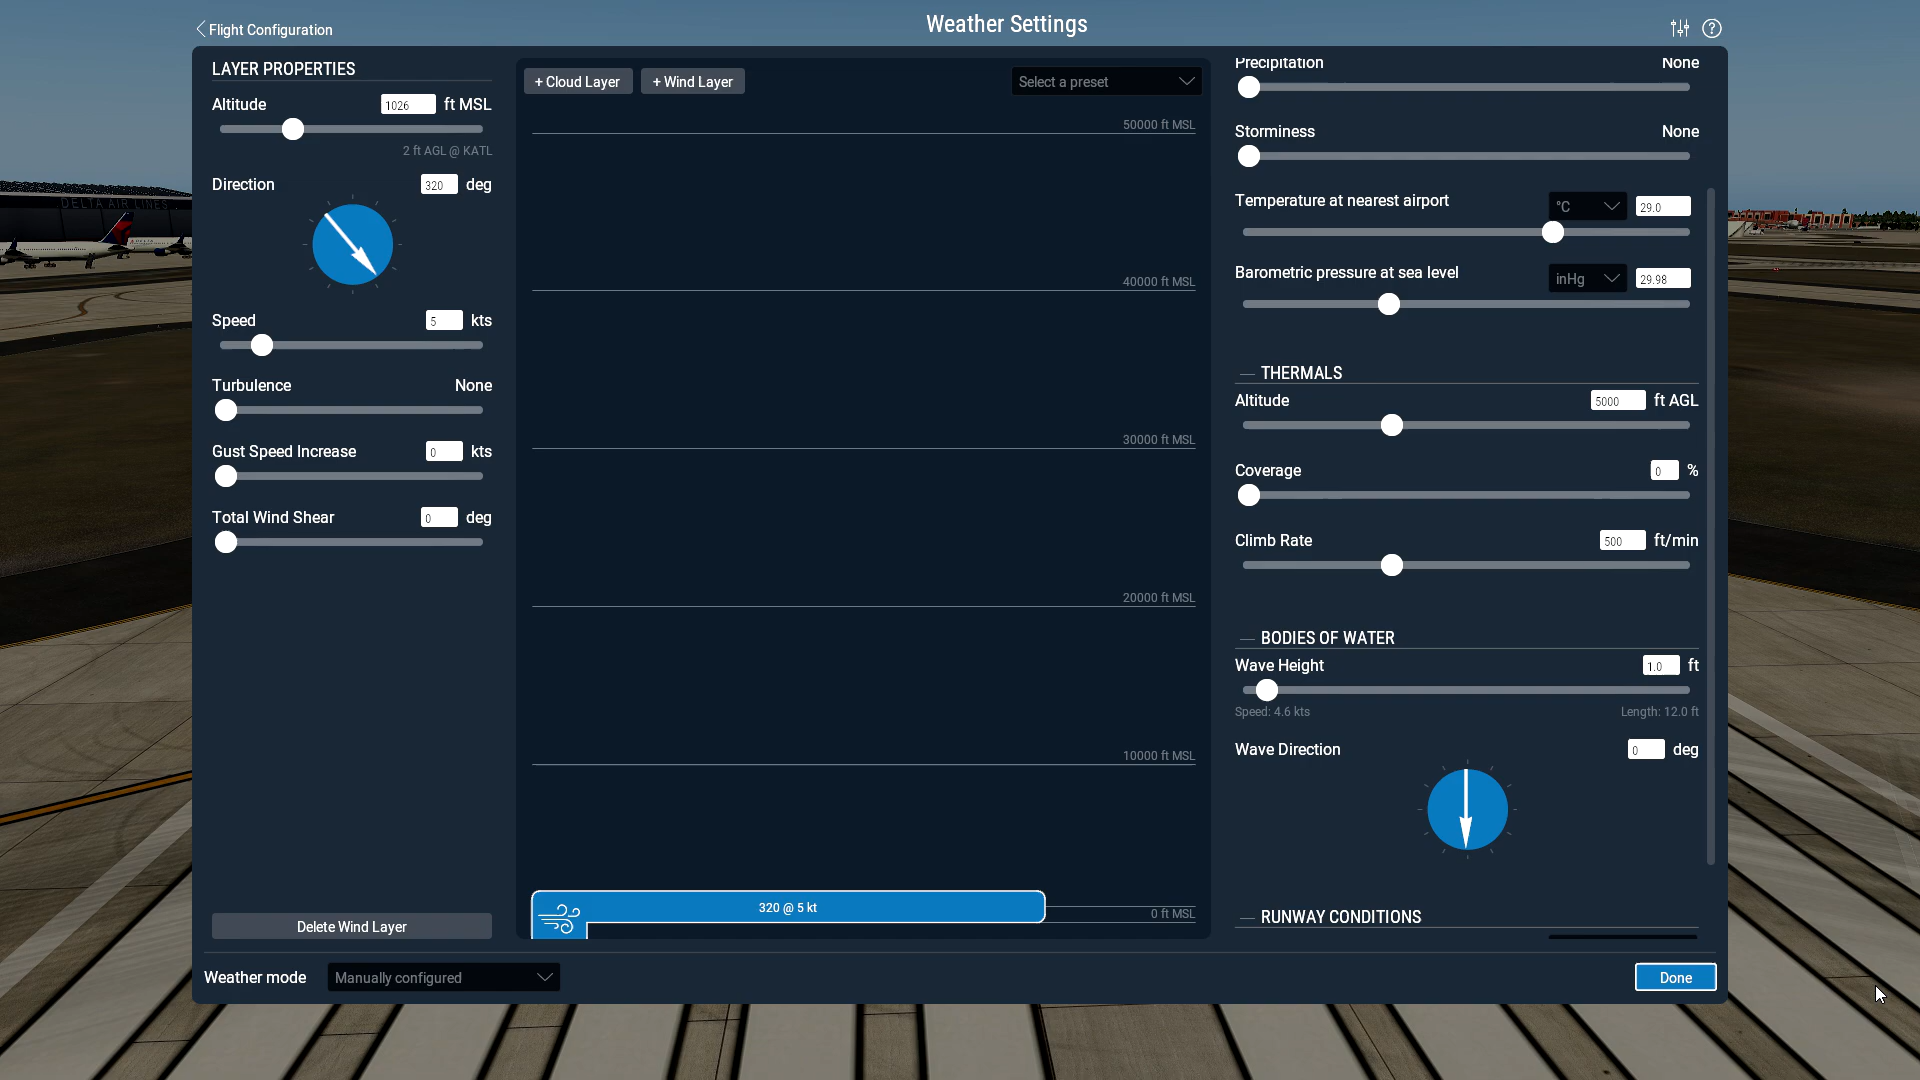 Flight Configuration
Weather Settings
LAYER PROPERTIES
Altitude 1026 ft MSL
2 ft AGL @ KATL
Direction 320 deg
Speed 5 kts
Turbulence None
Gust Speed Increase 0 kts
Total Wind Shear 0 deg
Delete Wind Layer
+ Cloud Layer + Wind Layer Select a preset
50000 ft MSL
40000 ft MSL
30000 ft MSL
20000 ft MSL
10000 ft MSL
320 @ 5 kt
0 ft MSL
Precipitation None
Storminess None
Temperature at nearest airport °C 29.0
Barometric pressure at sea level inHg 29.98
THERMALS
Altitude 5000 ft AGL
Coverage 0 %
Climb Rate 500 ft/min
BODIES OF WATER
Wave Height 1.0 ft
Speed: 4.6 kts Length: 12.0 ft
Wave Direction 0 deg
RUNWAY CONDITIONS
Weather mode Manually configured
Done
DELTA AIR LINES